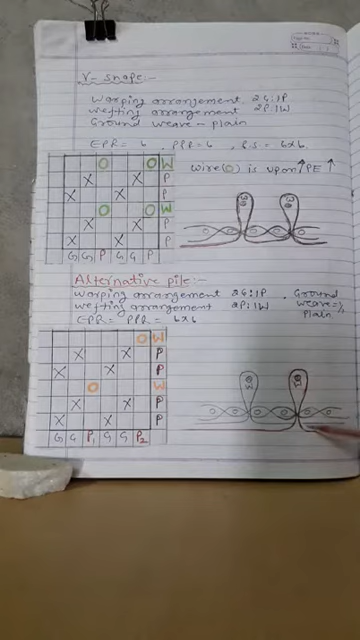 V-shape:-
Warping arrangement 2G:1P
Wefting arrangement 2P:1W
Ground Weave - plain
EPR = 6 , PPR = 6 , R.S = 6x6.
O O W
X X P
X X P
O O W
X X P
X X P
G G P G G P
Wire(O) is upon ↑ PE ↑
Alternative pile:-
Warping arrangement 2G:1P . Ground
Wefting arrangement 2P:1W Weave=1/1
EPR = PPR = 6x6 Plain
O W
X X P
X X P
O W
X X P
X X P
G G P1 G G P2